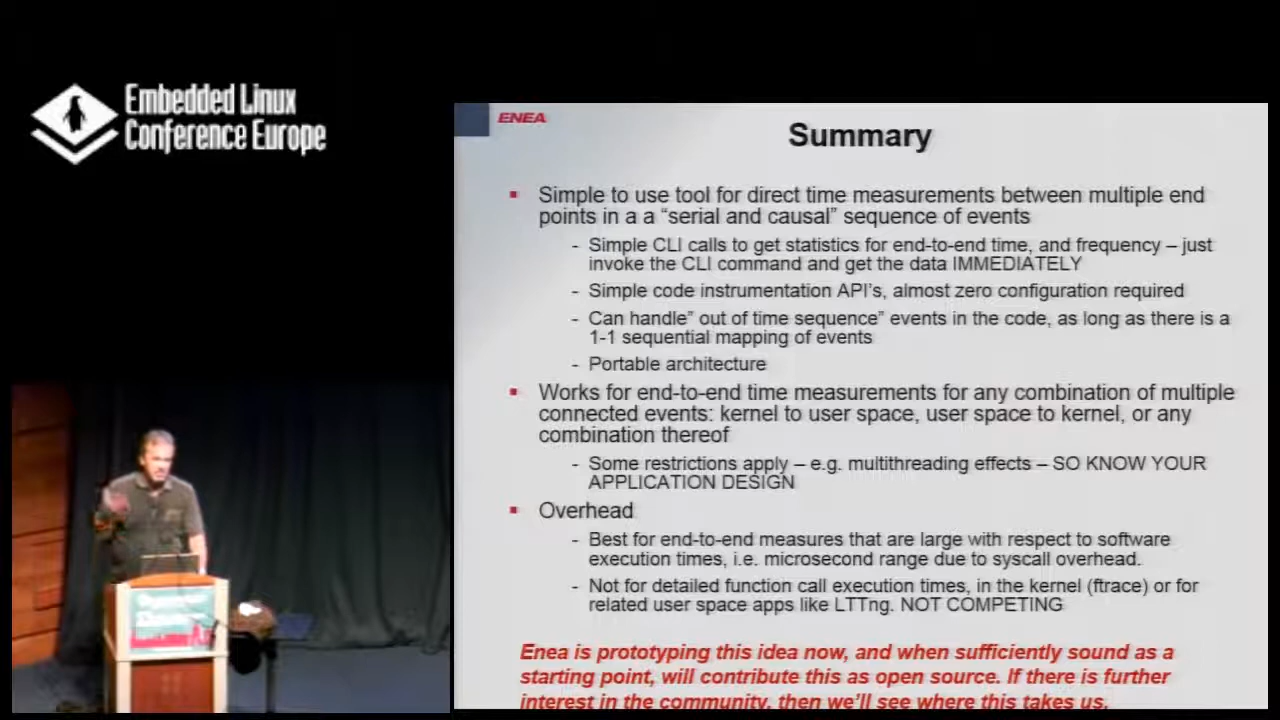 Embedded Linux
Conference Europe
ENEA
Summary
Simple to use tool for direct time measurements between multiple end
points in a a “serial and causal” sequence of events
- Simple CLI calls to get statistics for end-to-end time, and frequency – just
invoke the CLI command and get the data IMMEDIATELY
- Simple code instrumentation API's, almost zero configuration required
- Can handle” out of time sequence” events in the code, as long as there is a
1-1 sequential mapping of events
- Portable architecture
Works for end-to-end time measurements for any combination of multiple
connected events: kernel to user space, user space to kernel, or any
combination thereof
- Some restrictions apply – e.g. multithreading effects – SO KNOW YOUR
APPLICATION DESIGN
Overhead
- Best for end-to-end measures that are large with respect to software
execution times, i.e. microsecond range due to syscall overhead.
- Not for detailed function call execution times, in the kernel (ftrace) or for
related user space apps like LTTng. NOT COMPETING
Enea is prototyping this idea now, and when sufficiently sound as a
starting point, will contribute this as open source. If there is further
interest in the community, then we'll see where this takes us.